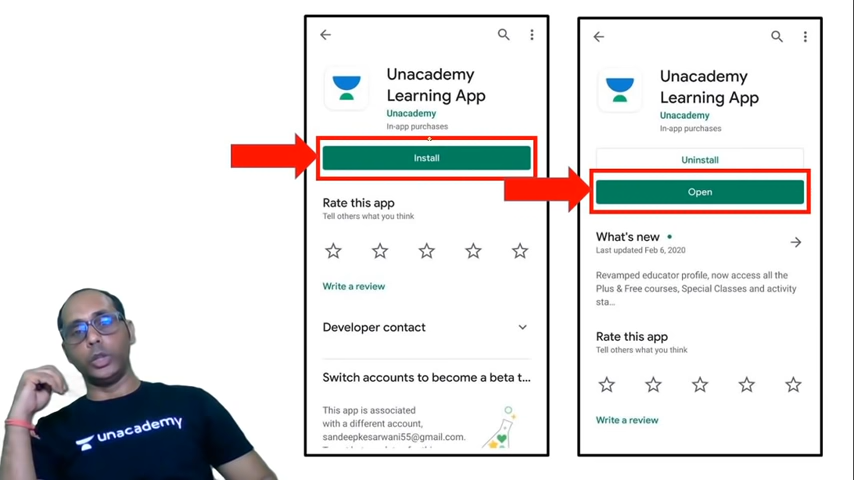 Unacademy
Learning App
Unacademy
In-app purchases
Install
Rate this app
Tell others what you think
Write a review
Developer contact
Switch accounts to become a beta t...
This app is associated
with a different account,
sandeepkesarwani55@gmail.com.
Unacademy
Learning App
Unacademy
In-app purchases
Uninstall
Open
What's new
Last updated Feb 6, 2020
Revamped educator profile, now access all the
Plus & Free courses, Special Classes and activity
sta...
Rate this app
Tell others what you think
Write a review
unacademy